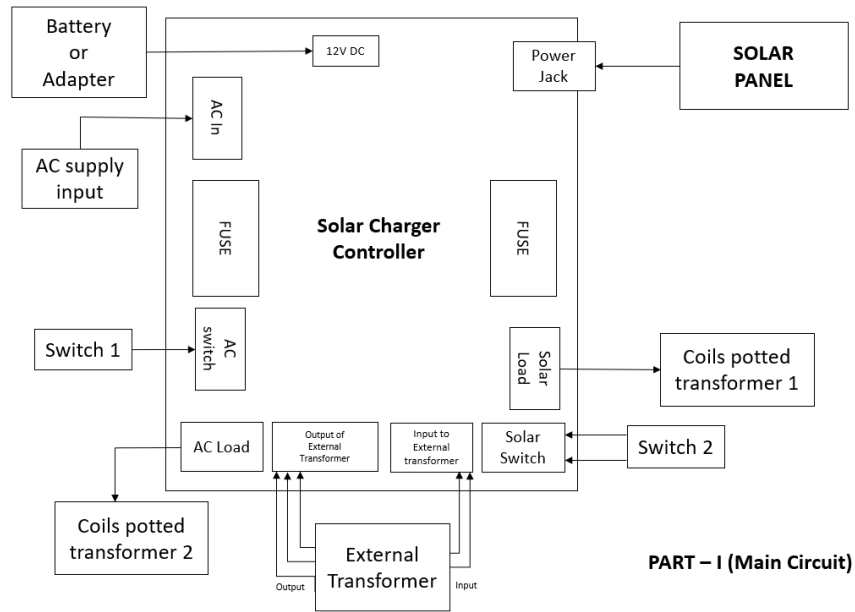 Battery
or
Adapter
12V DC
Power
Jack
SOLAR
PANEL
AC In
AC supply
input
FUSE
Solar Charger
Controller
FUSE
Switch 1
AC
switch
Solar
Load
Coils potted
transformer 1
AC Load
Output of
External
Transformer
Input to
External
transformer
Solar
Switch
Switch 2
Coils potted
transformer 2
External
Transformer
Output
Input
PART – I (Main Circuit)